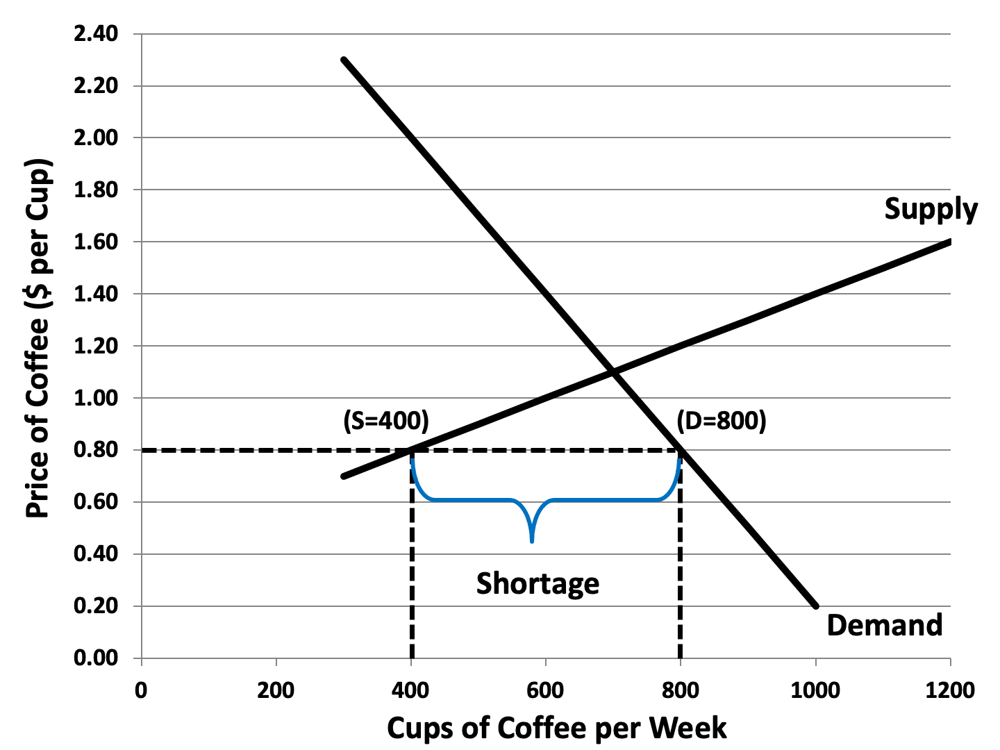 2.40
2.20
2.00
1.80
1.60
1.40
1.20
1.00
0.80
0.60
0.40
0.20
0.00
Price of Coffee ($ per Cup)
Supply
(S=400)
(D=800)
Shortage
Demand
0 200 400 600 800 1000 1200
Cups of Coffee per Week